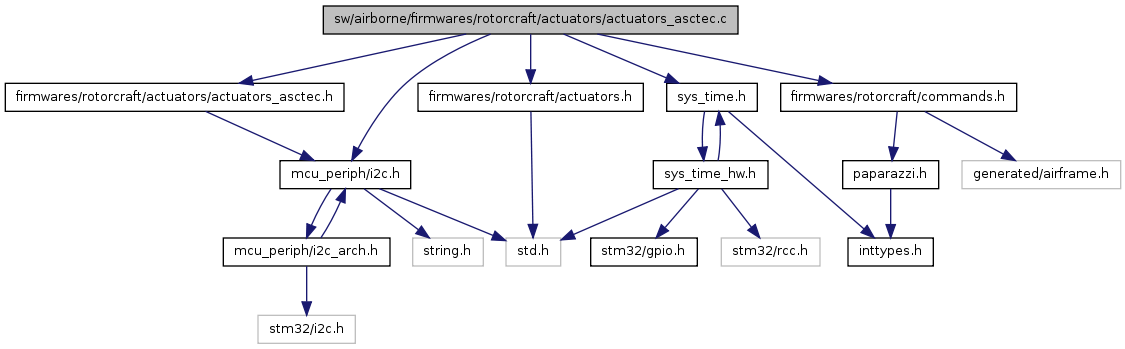 sw/airborne/firmwares/rotorcraft/actuators/actuators_asctec.c
firmwares/rotorcraft/actuators/actuators_asctec.h
firmwares/rotorcraft/actuators.h
sys_time.h
firmwares/rotorcraft/commands.h
mcu_periph/i2c.h
sys_time_hw.h
paparazzi.h
generated/airframe.h
mcu_periph/i2c_arch.h
string.h
std.h
stm32/gpio.h
stm32/rcc.h
inttypes.h
stm32/i2c.h